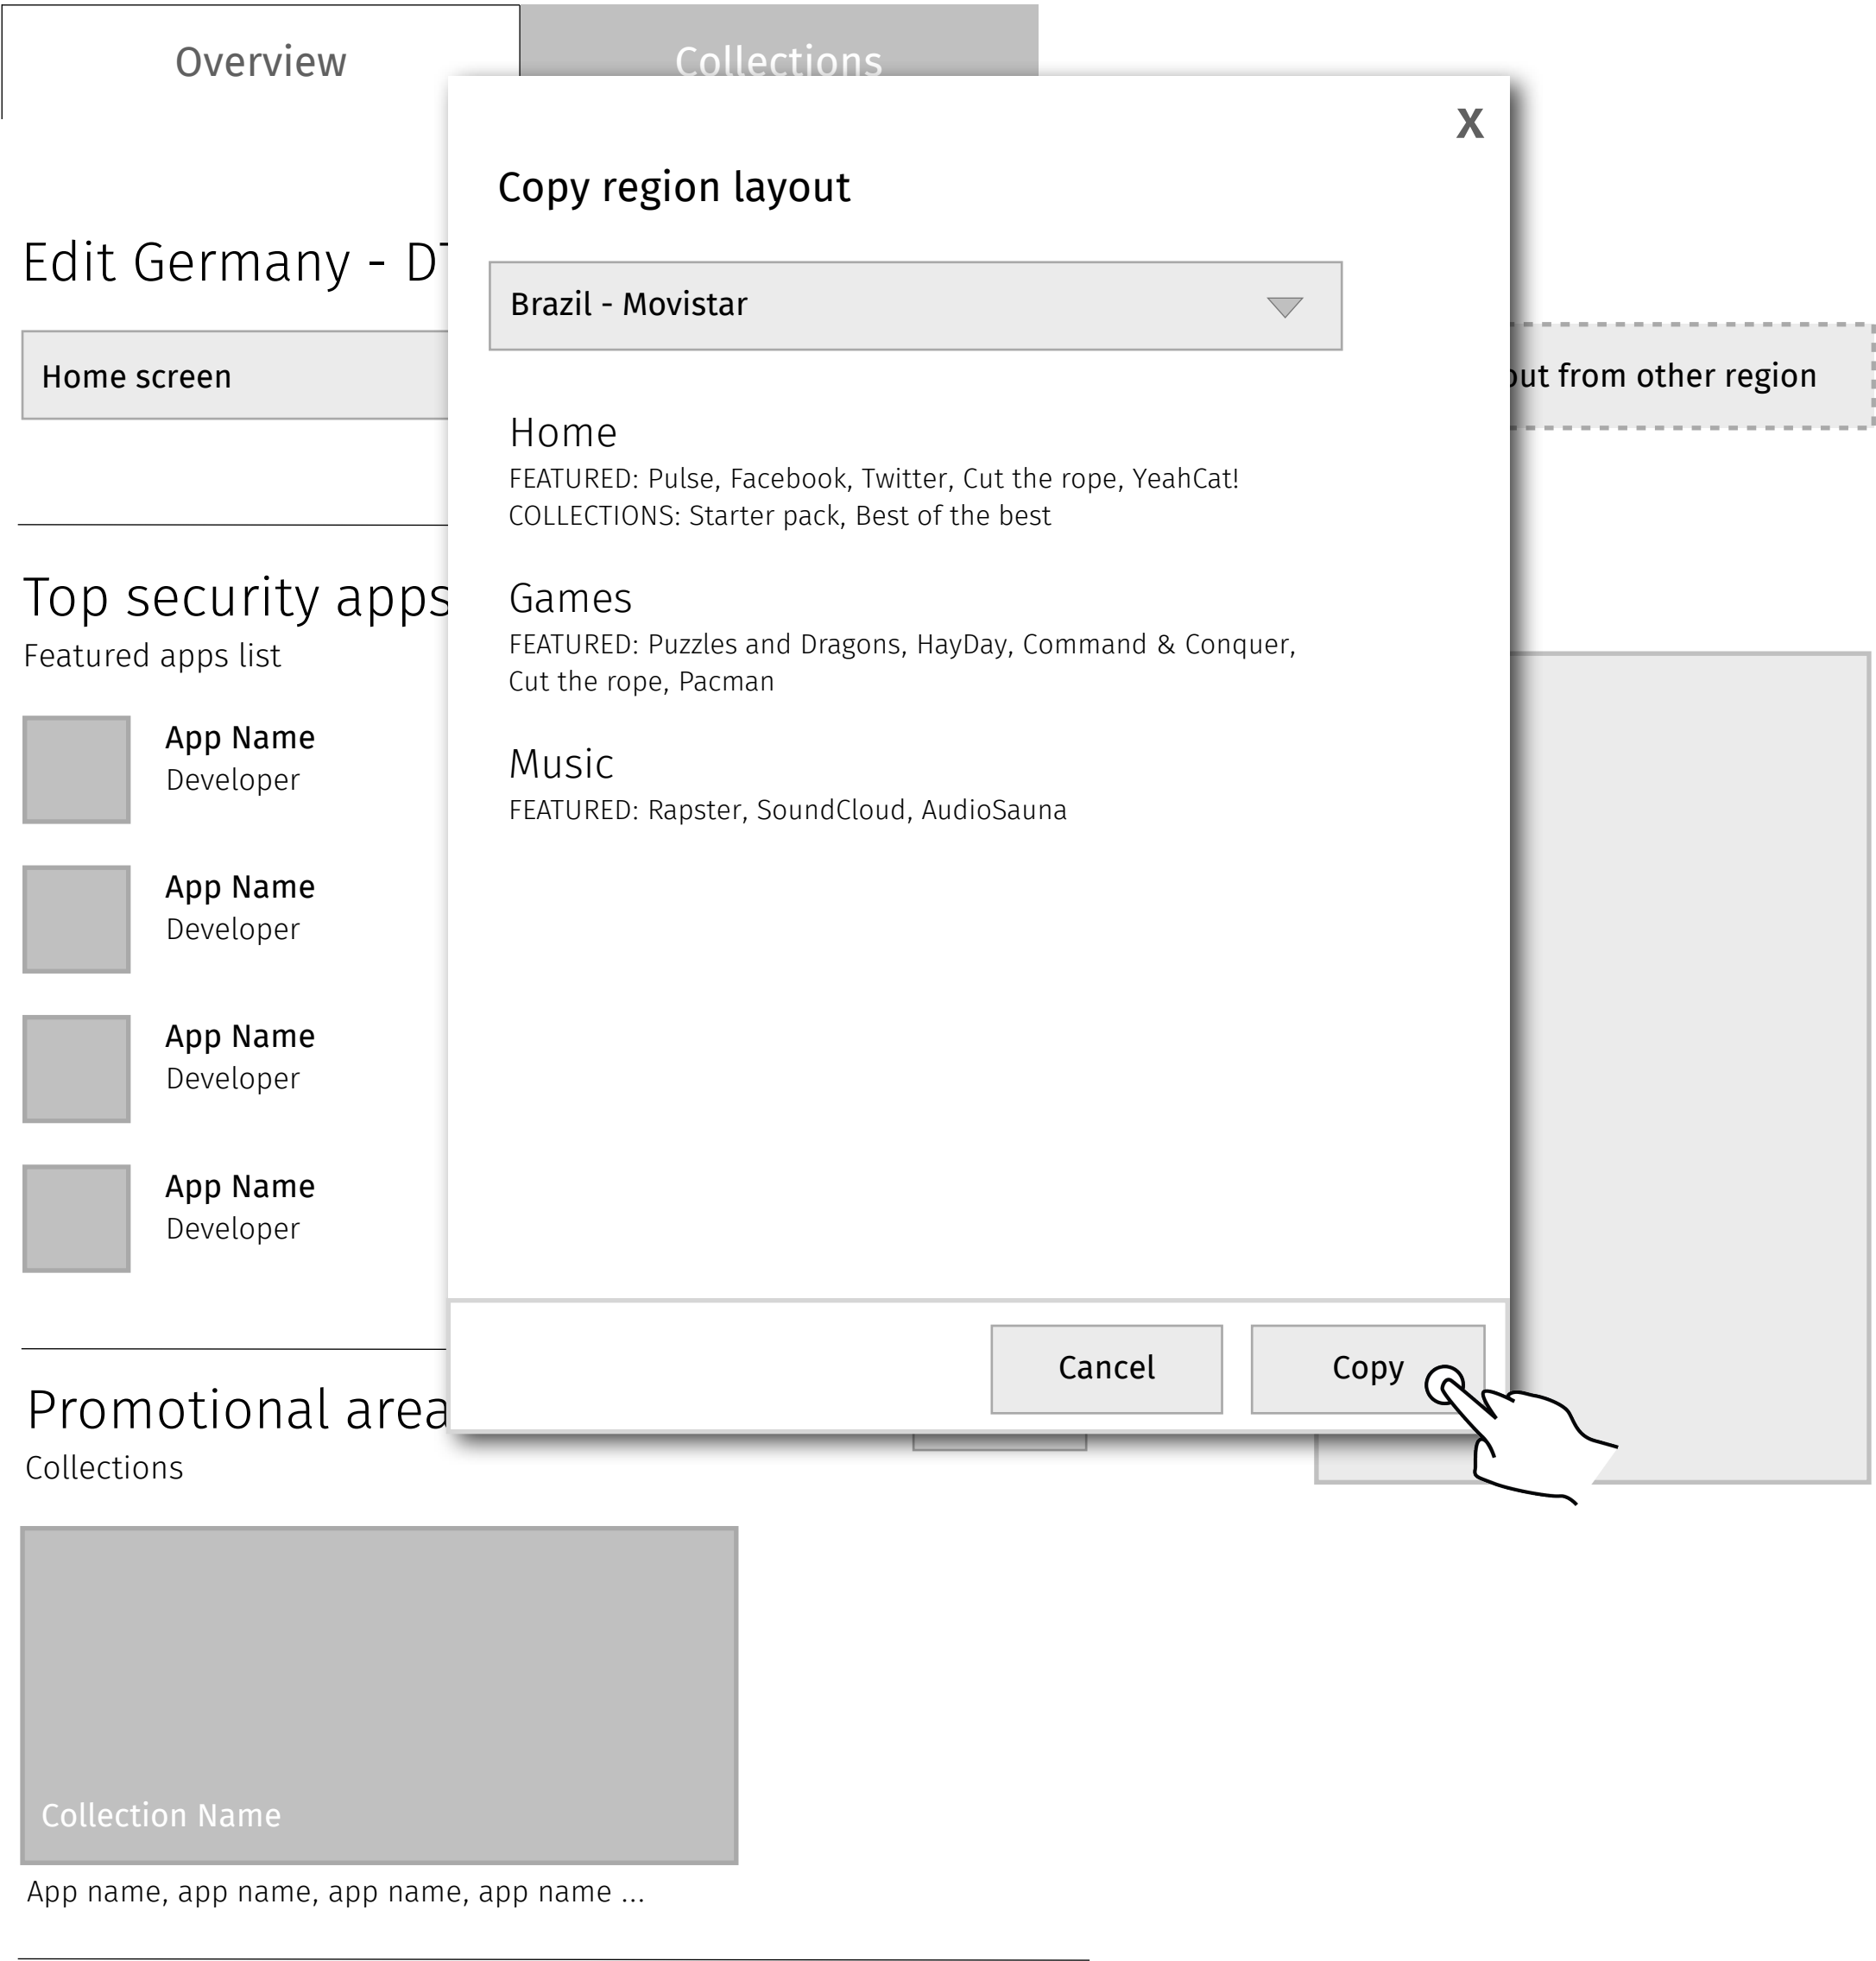 Overview
Collections
X
Copy region layout
Edit Germany - D
Brazil - Movistar
Home screen
from other region
Home
FEATURED: Pulse, Facebook, Twitter, Cut the rope, YeahCat!
COLLECTIONS: Starter pack, Best of the best
Top security apps
Featured apps list
Games
FEATURED: Puzzles and Dragons, HayDay, Command & Conquer,
Cut the rope, Pacman
App Name
Developer
Music
FEATURED: Rapster, SoundCloud, AudioSauna
App Name
Developer
App Name
Developer
App Name
Developer
Cancel
Copy
Promotional area
Collections
Collection Name
App name, app name, app name, app name ...